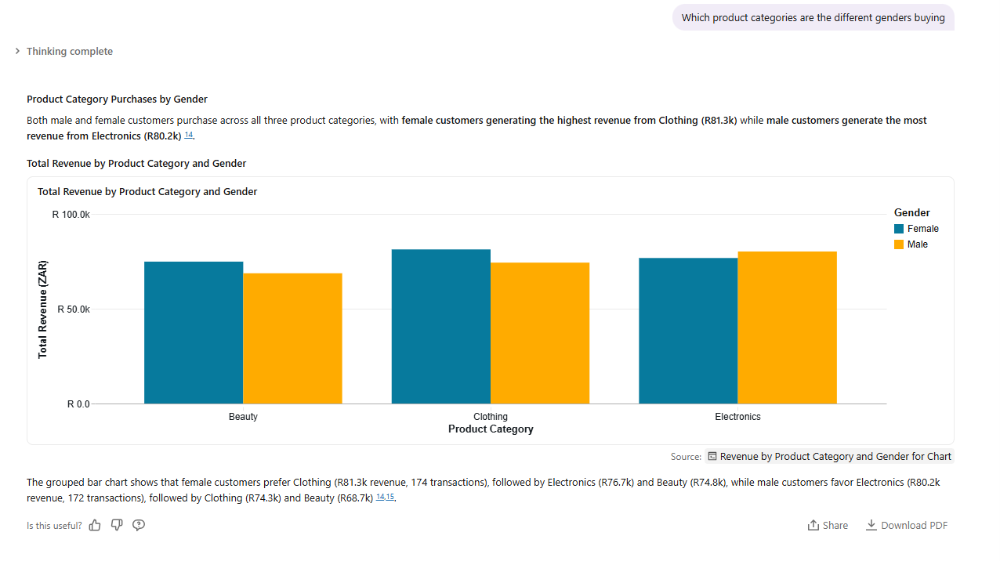 Which product categories are the different genders buying
Thinking complete
Product Category Purchases by Gender
Both male and female customers purchase across all three product categories, with female customers generating the highest revenue from Clothing (R81.3k) while male customers generate the most
revenue from Electronics (R80.2k) 14.
Total Revenue by Product Category and Gender
Total Revenue by Product Category and Gender
R 100.0k
R 50.0k
R 0.0
Total Revenue (ZAR)
Beauty
Clothing
Electronics
Product Category
Gender
Female
Male
Source: Revenue by Product Category and Gender for Chart
The grouped bar chart shows that female customers prefer Clothing (R81.3k revenue, 174 transactions), followed by Electronics (R76.7k) and Beauty (R74.8k), while male customers favor Electronics (R80.2k
revenue, 172 transactions), followed by Clothing (R74.3k) and Beauty (R68.7k) 14,15.
Is this useful?
Share
Download PDF